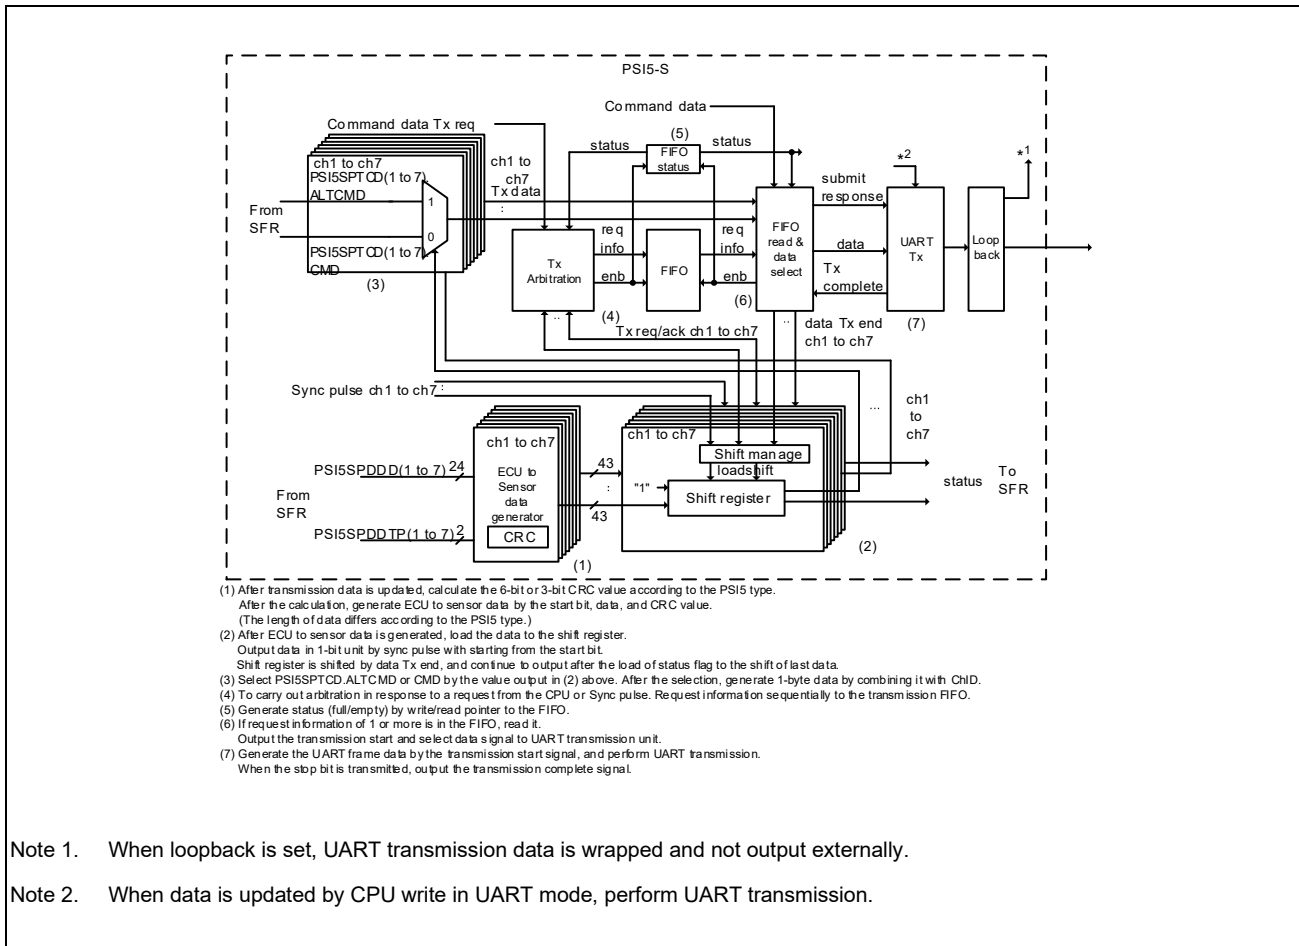 PSI5-S
Command data
Command data Tx req
(5)
status
FIFO
status
status
*2
*1
ch1 to ch7
PSI5SPTCD(1 to 7).
ALTCMD
1
From
SFR
0
PSI5SPTCD(1 to 7).
CMD
(3)
ch1 to
ch7
Tx data
:
Tx
Arbitration
(4)
req
info
enb
FIFO
req
info
enb
(6)
FIFO
read &
data
select
submit
response
data
Tx
complete
UART
Tx
(7)
Loop
back
..
Tx req/ack ch1 to ch7
..
data Tx end
ch1 to ch7
Sync pulse ch1 to ch7
:
...
ch1
to
ch7
ch1 to ch7
ECU to
Sensor
data
generator
CRC
(1)
PSI5SPDDD(1 to 7)
24
From
SFR
PSI5SPDDTP(1 to 7)
2
43
:
43
ch1 to ch7
Shift manage
load
shift
"1"
Shift register
(2)
status
To
SFR
(1) After transmission data is updated, calculate the 6-bit or 3-bit CRC value according to the PSI5 type.
After the calculation, generate ECU to sensor data by the start bit, data, and CRC value.
(The length of data differs according to the PSI5 type.)
(2) After ECU to sensor data is generated, load the data to the shift register.
Output data in 1-bit unit by sync pulse with starting from the start bit.
Shift register is shifted by data Tx end, and continue to output after the load of status flag to the shift of last data.
(3) Select PSI5SPTCD.ALTCMD or CMD by the value output in (2) above. After the selection, generate 1-byte data by combining it with ChID.
(4) To carry out arbitration in response to a request from the CPU or Sync pulse. Request information sequentially to the transmission FIFO.
(5) Generate status (full/empty) by write/read pointer to the FIFO.
(6) If request information of 1 or more is in the FIFO, read it.
Output the transmission start and select data signal to UART transmission unit.
(7) Generate the UART frame data by the transmission start signal, and perform UART transmission.
When the stop bit is transmitted, output the transmission complete signal.
Note 1. When loopback is set, UART transmission data is wrapped and not output externally.
Note 2. When data is updated by CPU write in UART mode, perform UART transmission.